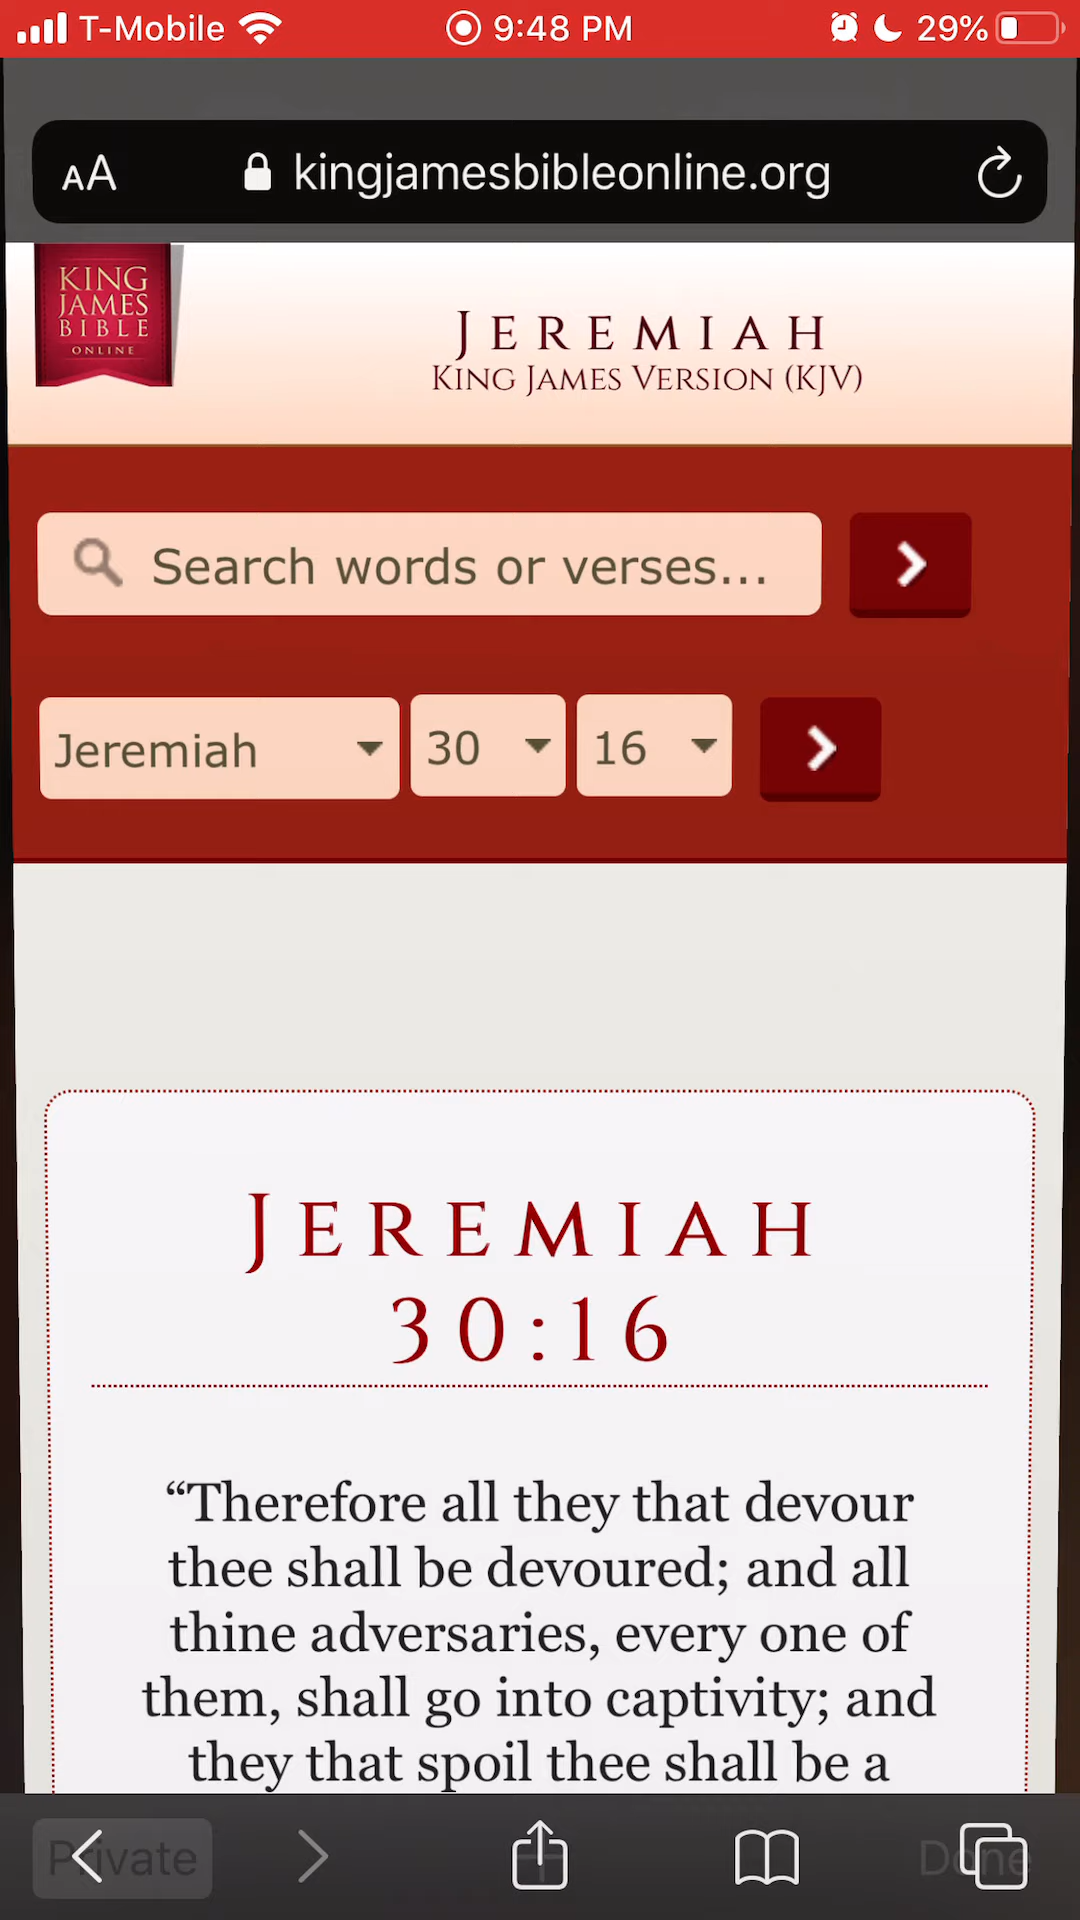 T-Mobile 9:48 PM 29%
AA kingjamesbibleonline.org
KING
JAMES
BIBLE
ONLINE
JEREMIAH
KING JAMES VERSION (KJV)
Search words or verses...
Jeremiah 30 16
JEREMIAH
30:16
“Therefore all they that devour
thee shall be devoured; and all
thine adversaries, every one of
them, shall go into captivity; and
they that spoil thee shall be a
Private Done